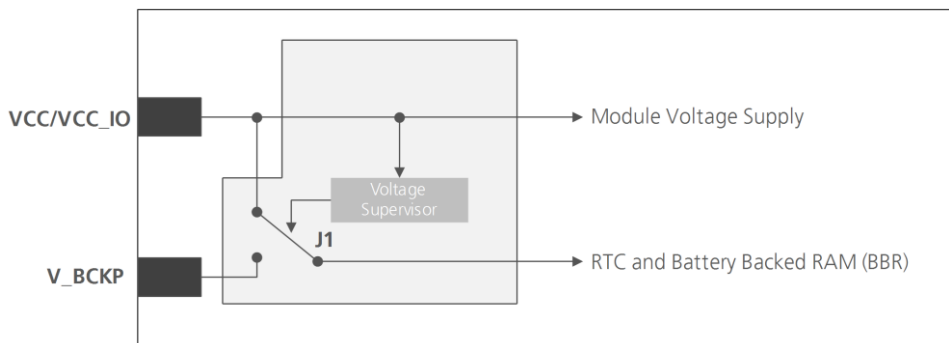 VCC/VCC_IO
Module Voltage Supply
Voltage
Supervisor
J1
V_BCKP
RTC and Battery Backed RAM (BBR)